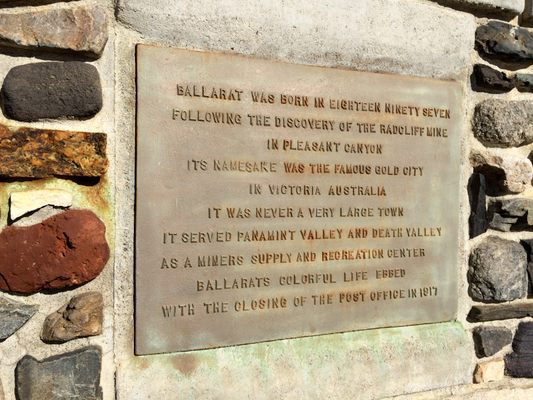 BALLARAT WAS BORN IN EIGHTEEN NINETY SEVEN
FOLLOWING THE DISCOVERY OF THE RADCLIFF MINE
IN PLEASANT CANYON
ITS NAMESAKE WAS THE FAMOUS GOLD CITY
IN VICTORIA AUSTRALIA
IT WAS NEVER A VERY LARGE TOWN
IT SERVED PANAMINT VALLEY AND DEATH VALLEY
AS A MINERS SUPPLY AND RECREATION CENTER
BALLARATS COLORFUL LIFE EBBED
WITH THE CLOSING OF THE POST OFFICE IN 1917